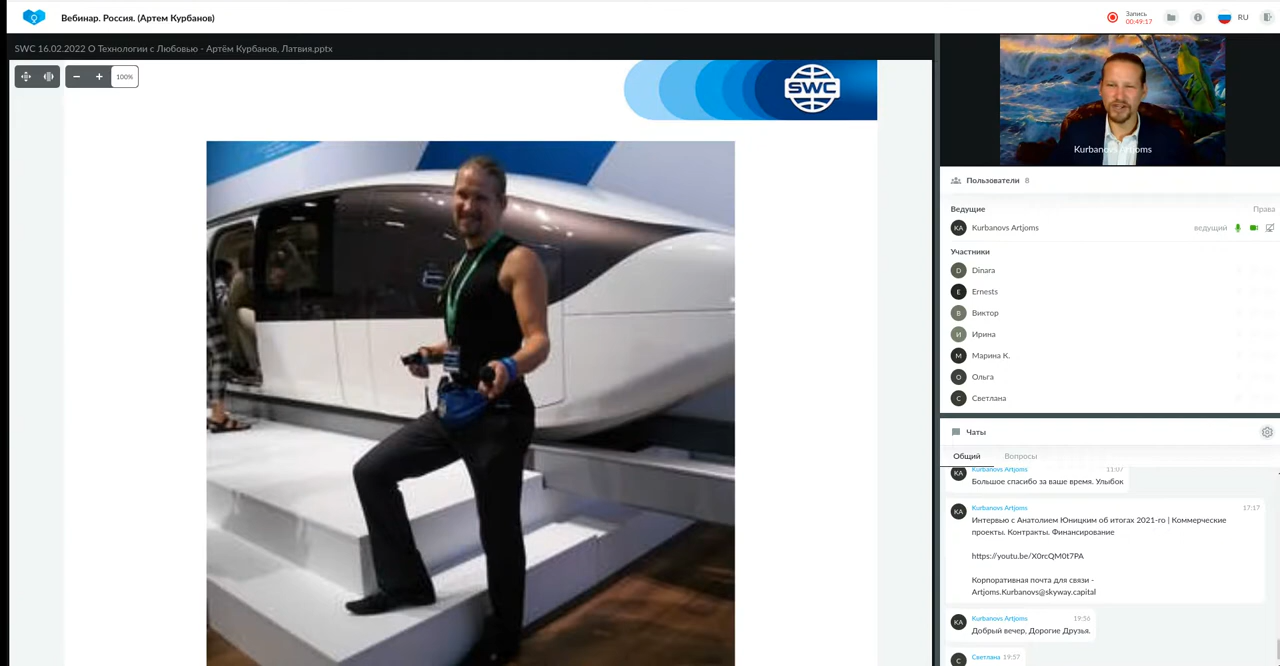 Вебинар. Россия. (Артем Курбанов)
Запись
00:49:17
RU
SWC 16.02.2022 О Технологии с Любовью - Артём Курбанов, Латвия.pptx
100%
SWC
Kurbanovs Artjoms
Пользователи 8
Ведущие Права
KA Kurbanovs Artjoms ведущий
Участники
D Dinara
E Ernests
В Виктор
И Ирина
М Марина К.
О Ольга
С Светлана
Чаты
Общий Вопросы
KA Kurbanovs Artjoms 11:07
Большое спасибо за ваше время. Улыбок
KA Kurbanovs Artjoms 17:17
Интервью с Анатолием Юницким об итогах 2021-го | Коммерческие
проекты. Контракты. Финансирование
https://youtu.be/X0rcQM0t7PA
Корпоративная почта для связи -
Artjoms.Kurbanovs@skyway.capital
KA Kurbanovs Artjoms 19:56
Добрый вечер, Дорогие Друзья.
С Светлана 19:57